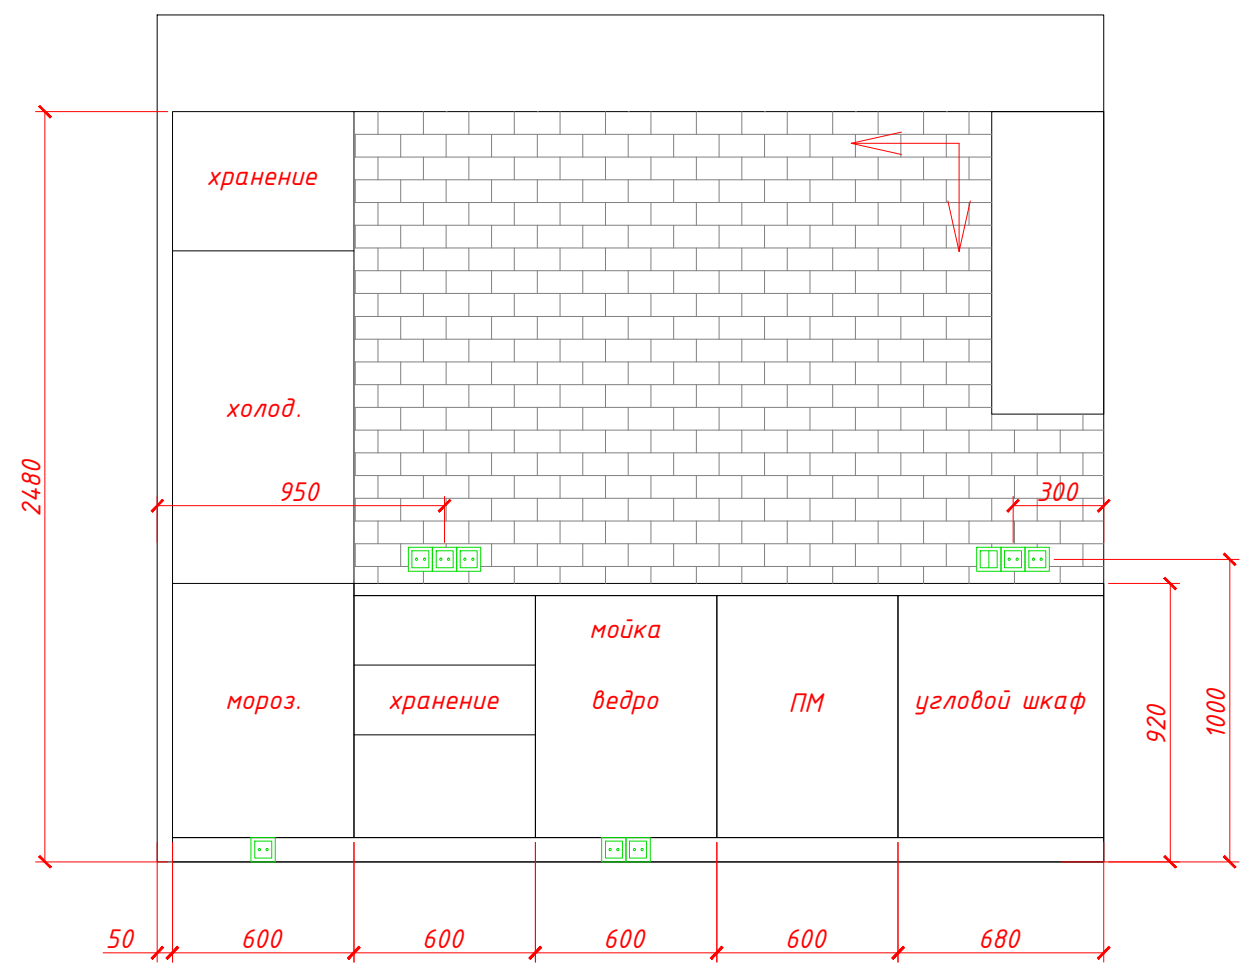 хранение
холод.
950
300
2480
мойка
мороз.
хранение
ведро
ПМ
угловой шкаф
920
1000
50
600
600
600
600
680